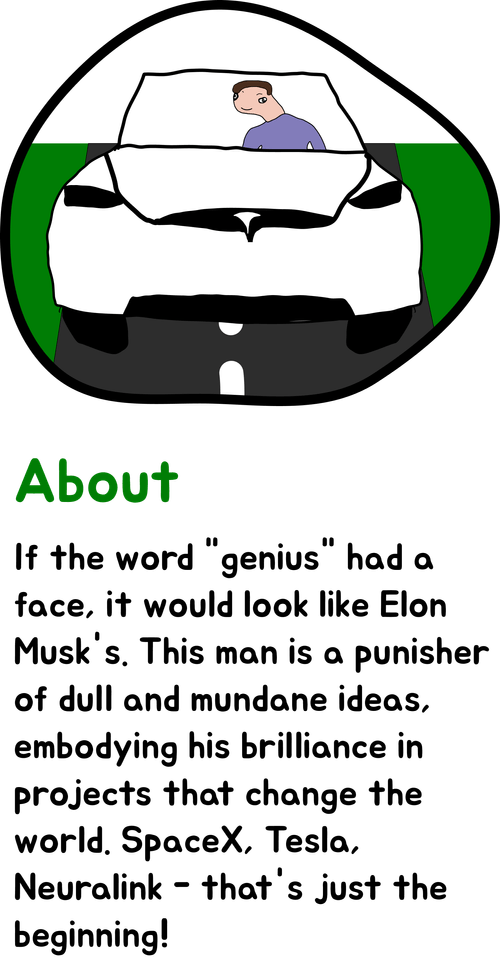 About
If the word "genius" had a
face, it would look like Elon
Musk's. This man is a punisher
of dull and mundane ideas,
embodying his brilliance in
projects that change the
world. SpaceX, Tesla,
Neuralink - that's just the
beginning!